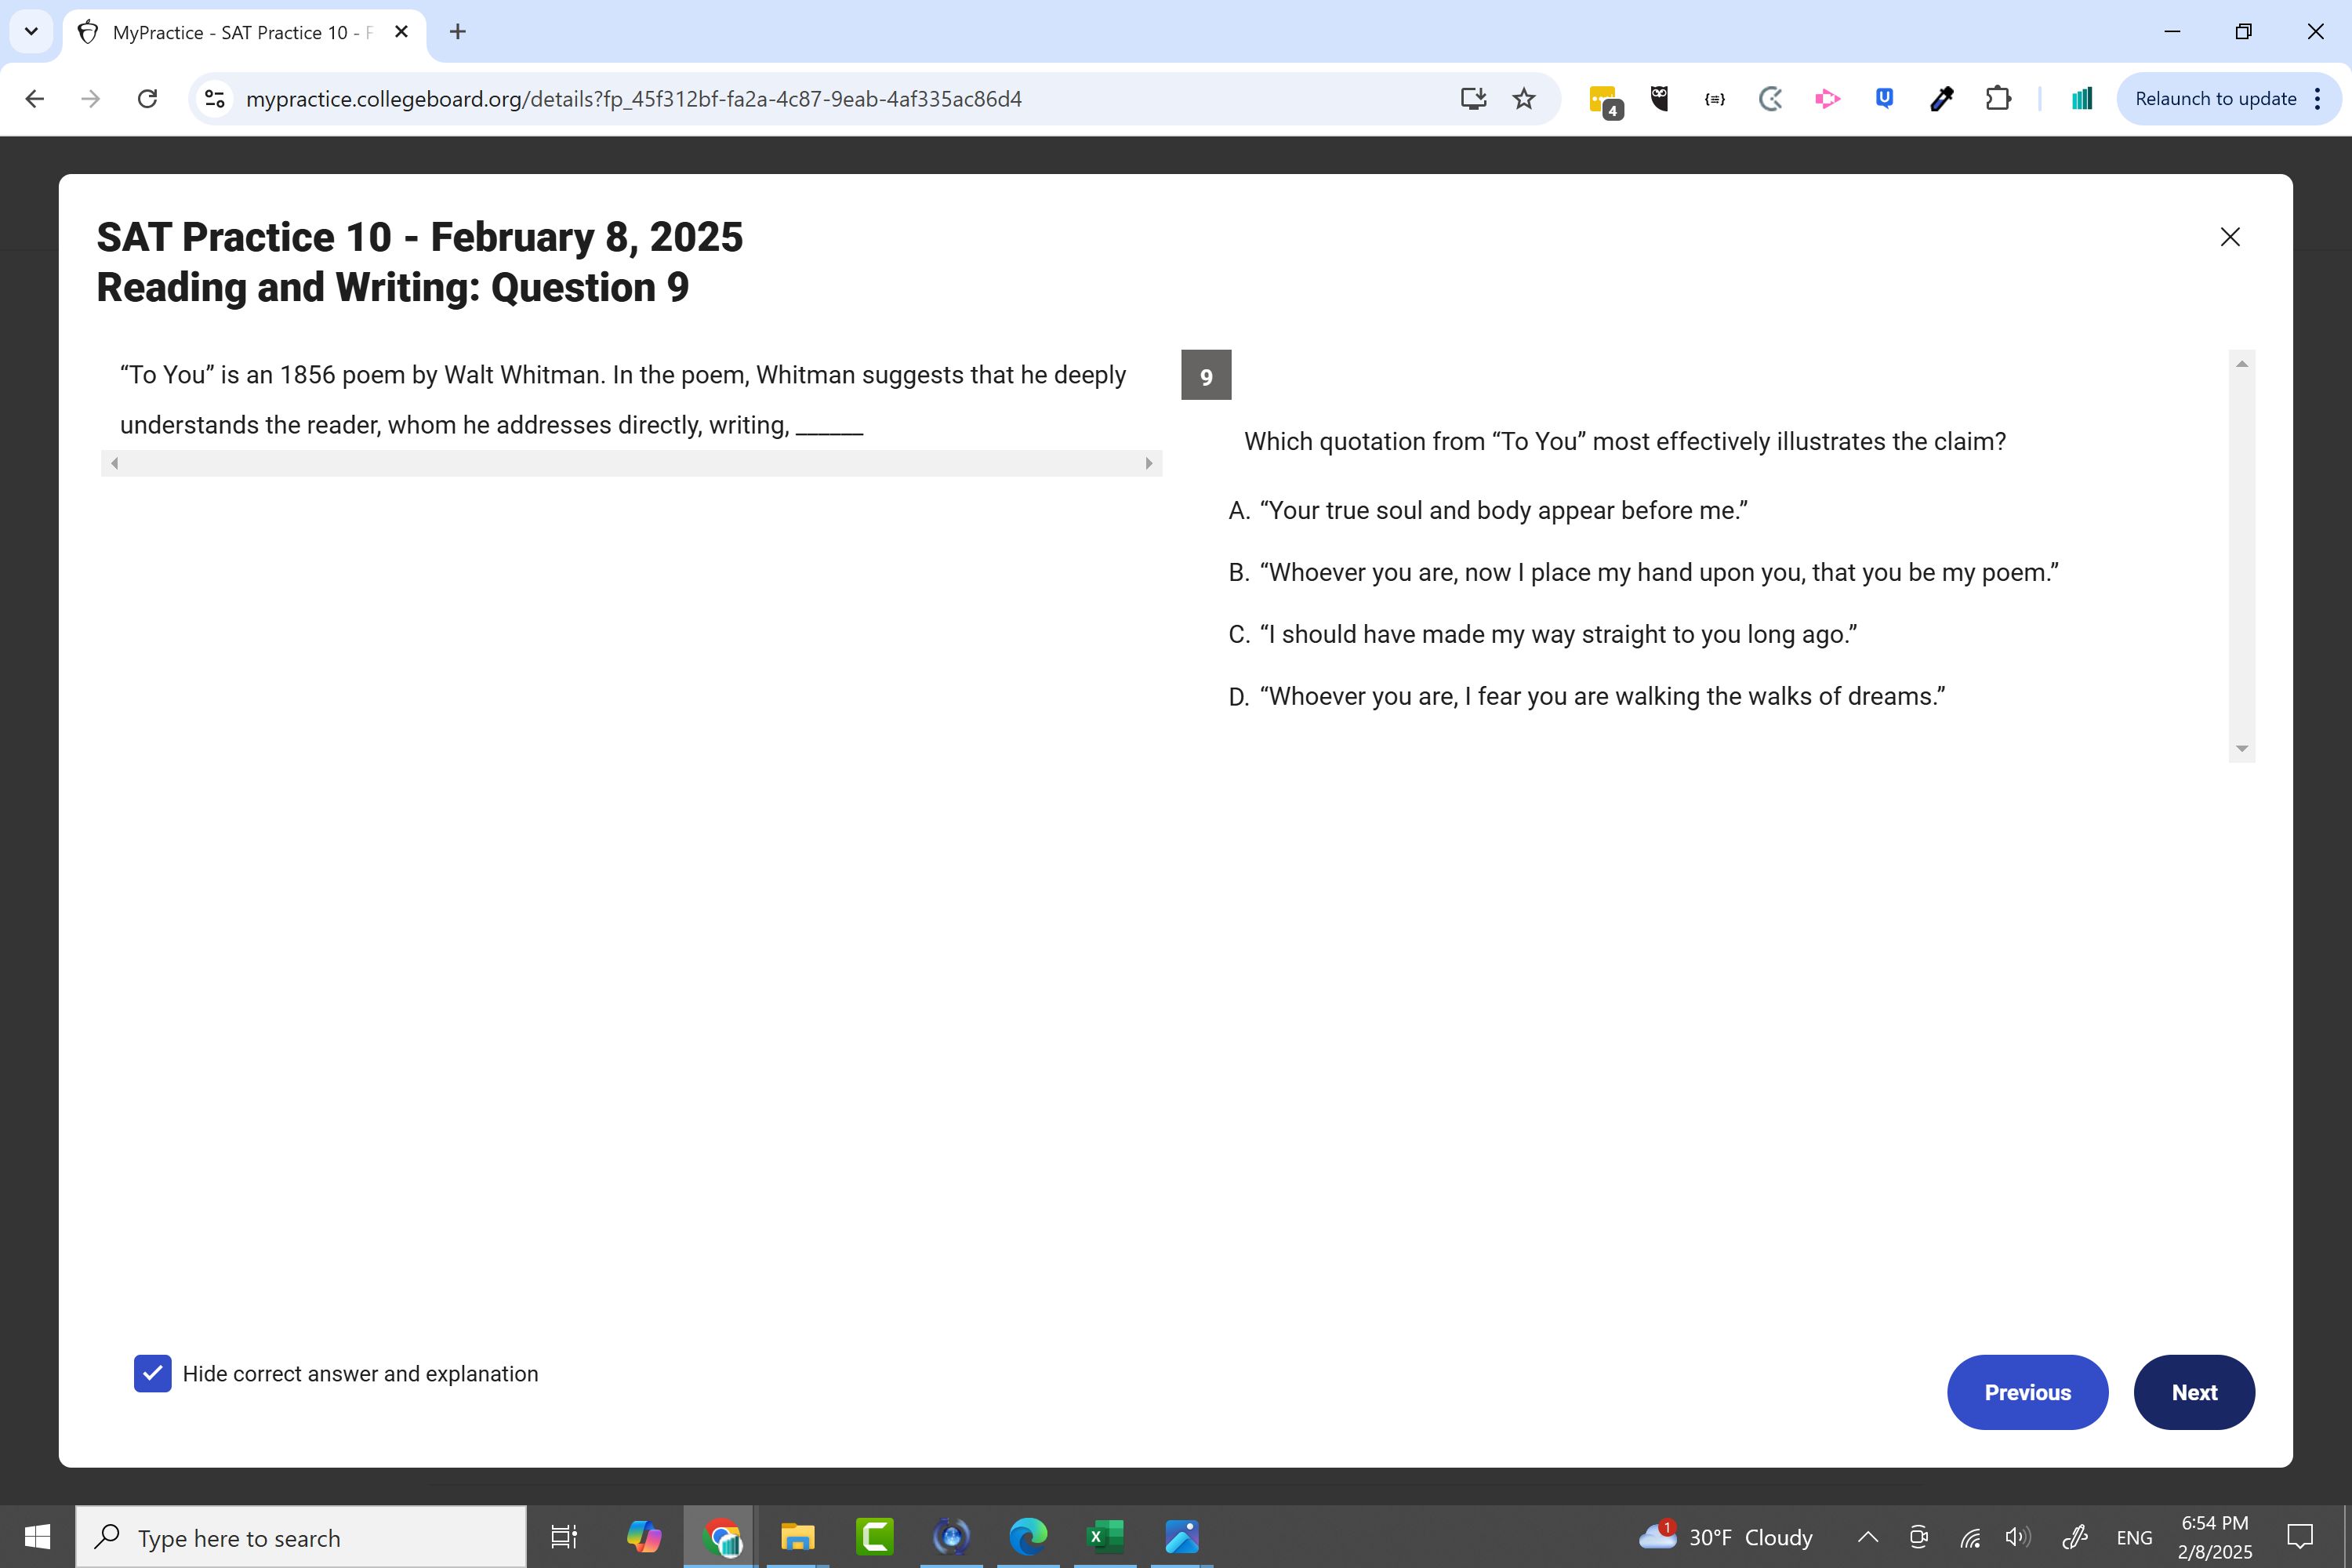 MyPractice - SAT Practice 10 - F
mypractice.collegeboard.org/details?fp_45f312bf-fa2a-4c87-9eab-4af335ac86d4
4
{≡}
U
Relaunch to update
SAT Practice 10 - February 8, 2025
Reading and Writing: Question 9
“To You” is an 1856 poem by Walt Whitman. In the poem, Whitman suggests that he deeply
understands the reader, whom he addresses directly, writing, ______
9
Which quotation from “To You” most effectively illustrates the claim?
A. “Your true soul and body appear before me.”
B. “Whoever you are, now I place my hand upon you, that you be my poem.”
C. “I should have made my way straight to you long ago.”
D. “Whoever you are, I fear you are walking the walks of dreams.”
Hide correct answer and explanation
Previous
Next
Type here to search
C
X
1
30°F Cloudy
ENG
6:54 PM
2/8/2025